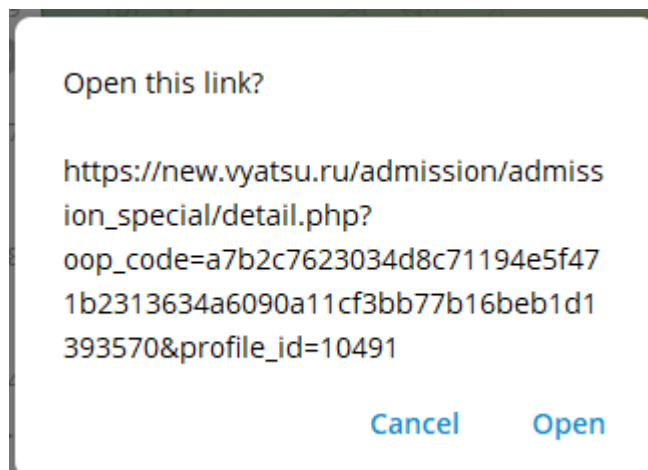 Open this link?
https://new.vyatsu.ru/admission/admiss
ion_special/detail.php?
oop_code=a7b2c7623034d8c71194e5f47
1b2313634a6090a11cf3bb77b16beb1d1
393570&profile_id=10491
Cancel Open